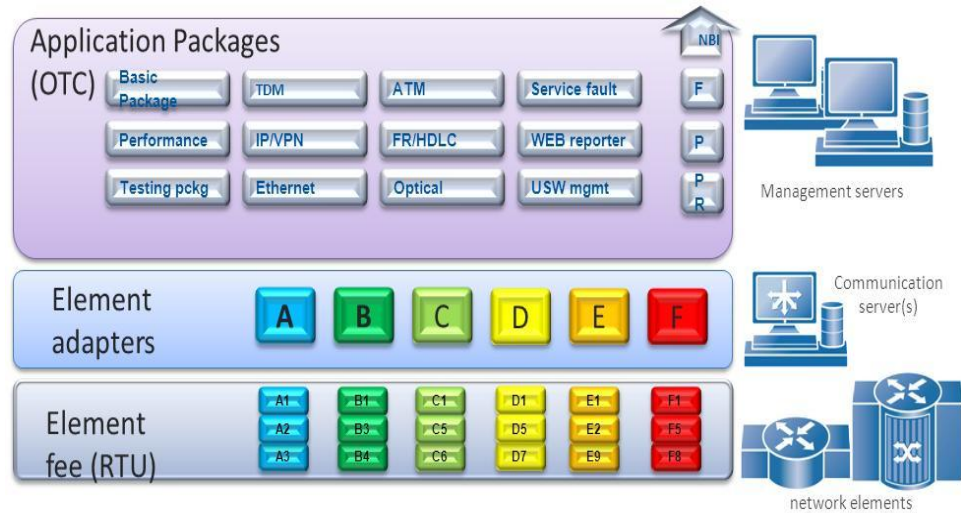 Application Packages
(OTC)
NBI
Basic
Package
TDM
ATM
Service fault
F
Performance
IP/VPN
FR/HDLC
WEB reporter
P
Testing pckg
Ethernet
Optical
USW mgmt
P
R
Management servers
Element
adapters
A
B
C
D
E
F
Communication
server(s)
Element
fee (RTU)
A1
B1
C1
D1
E1
F1
A2
B3
C5
D5
E2
F5
A3
B4
C6
D7
E9
F8
network elements